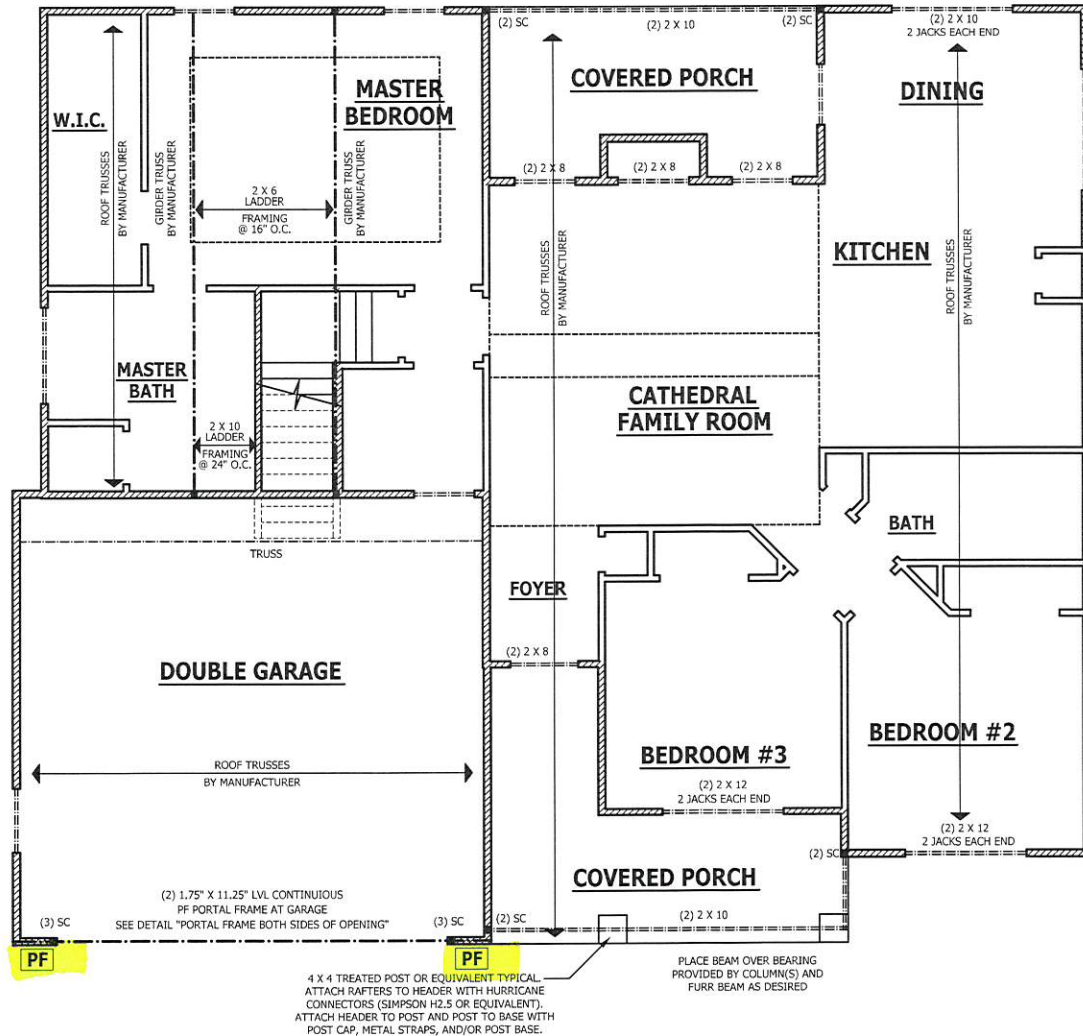 (2) SC
(2) 2 X 10
(2) SC
(2) 2 X 10
2 JACKS EACH END
W.I.C.
ROOF TRUSSES
BY MANUFACTURER
GIRDER TRUSS
BY MANUFACTURER
MASTER
BEDROOM
GIRDER TRUSS
BY MANUFACTURER
2 X 6
LADDER
FRAMING
@ 16" O.C.
COVERED PORCH
DINING
(2) 2 X 8
(2) 2 X 8
(2) 2 X 8
ROOF TRUSSES
BY MANUFACTURER
KITCHEN
ROOF TRUSSES
BY MANUFACTURER
MASTER
BATH
2 X 10
LADDER
FRAMING
@ 24" O.C.
CATHEDRAL
FAMILY ROOM
BATH
TRUSS
FOYER
(2) 2 X 8
DOUBLE GARAGE
ROOF TRUSSES
BY MANUFACTURER
BEDROOM #3
(2) 2 X 12
2 JACKS EACH END
BEDROOM #2
(2) 2 X 12
2 JACKS EACH END
(2) SC
COVERED PORCH
(2) 1.75" X 11.25" LVL CONTINUIOUS
PF PORTAL FRAME AT GARAGE
SEE DETAIL "PORTAL FRAME BOTH SIDES OF OPENING"
(3) SC
(3) SC
(2) SC
(2) 2 X 10
PF
PF
4 X 4 TREATED POST OR EQUIVALENT TYPICAL.
ATTACH RAFTERS TO HEADER WITH HURRICANE
CONNECTORS (SIMPSON H2.5 OR EQUIVALENT).
ATTACH HEADER TO POST AND POST TO BASE WITH
POST CAP, METAL STRAPS, AND/OR POST BASE.
PLACE BEAM OVER BEARING
PROVIDED BY COLUMN(S) AND
FURR BEAM AS DESIRED